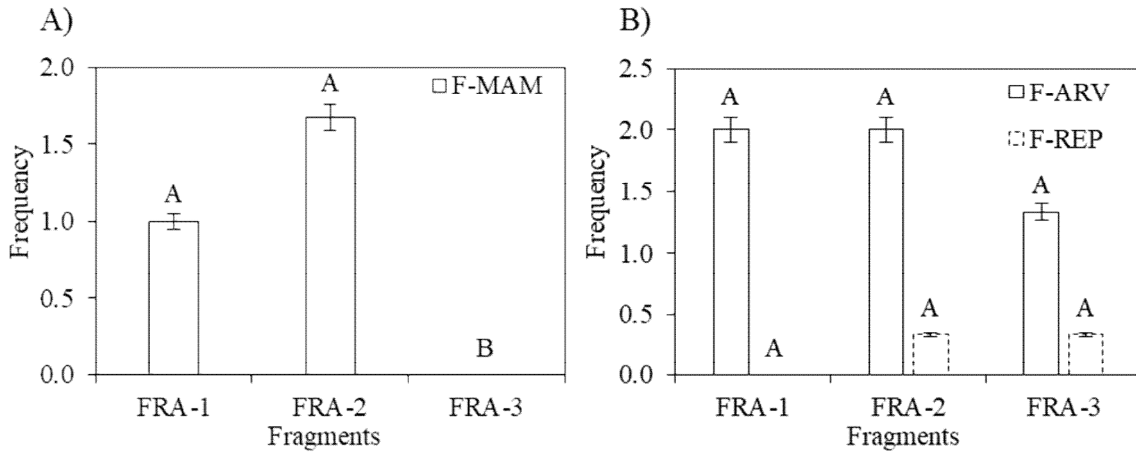 A)
2.0
1.5
1.0
0.5
0.0
Frequency
F-MAM
A
A
B
FRA-1 FRA-2 FRA-3
Fragments
B)
2.5
2.0
1.5
1.0
0.5
0.0
Frequency
F-ARV
F-REP
A
A
A
A
A
A
FRA-1 FRA-2 FRA-3
Fragments